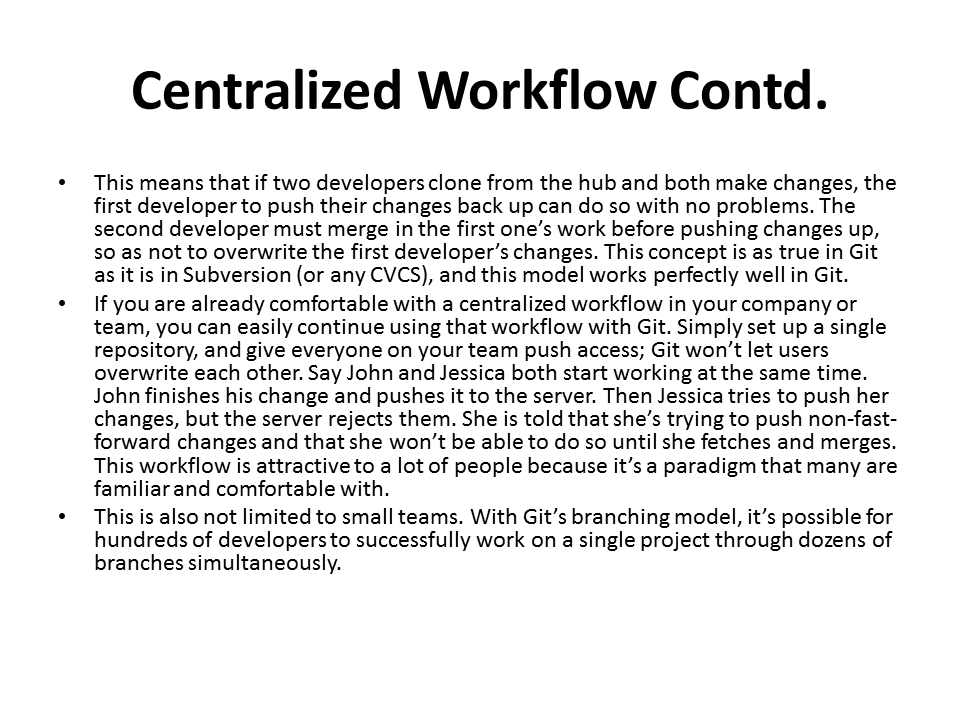 Centralized Workflow Contd.
• This means that if two developers clone from the hub and both make changes, the
first developer to push their changes back up can do so with no problems. The
second developer must merge in the first one’s work before pushing changes up,
so as not to overwrite the first developer’s changes. This concept is as true in Git
as it is in Subversion (or any CVCS), and this model works perfectly well in Git.
• If you are already comfortable with a centralized workflow in your company or
team, you can easily continue using that workflow with Git. Simply set up a single
repository, and give everyone on your team push access; Git won’t let users
overwrite each other. Say John and Jessica both start working at the same time.
John finishes his change and pushes it to the server. Then Jessica tries to push her
changes, but the server rejects them. She is told that she’s trying to push non-fast-
forward changes and that she won’t be able to do so until she fetches and merges.
This workflow is attractive to a lot of people because it’s a paradigm that many are
familiar and comfortable with.
• This is also not limited to small teams. With Git’s branching model, it’s possible for
hundreds of developers to successfully work on a single project through dozens of
branches simultaneously.